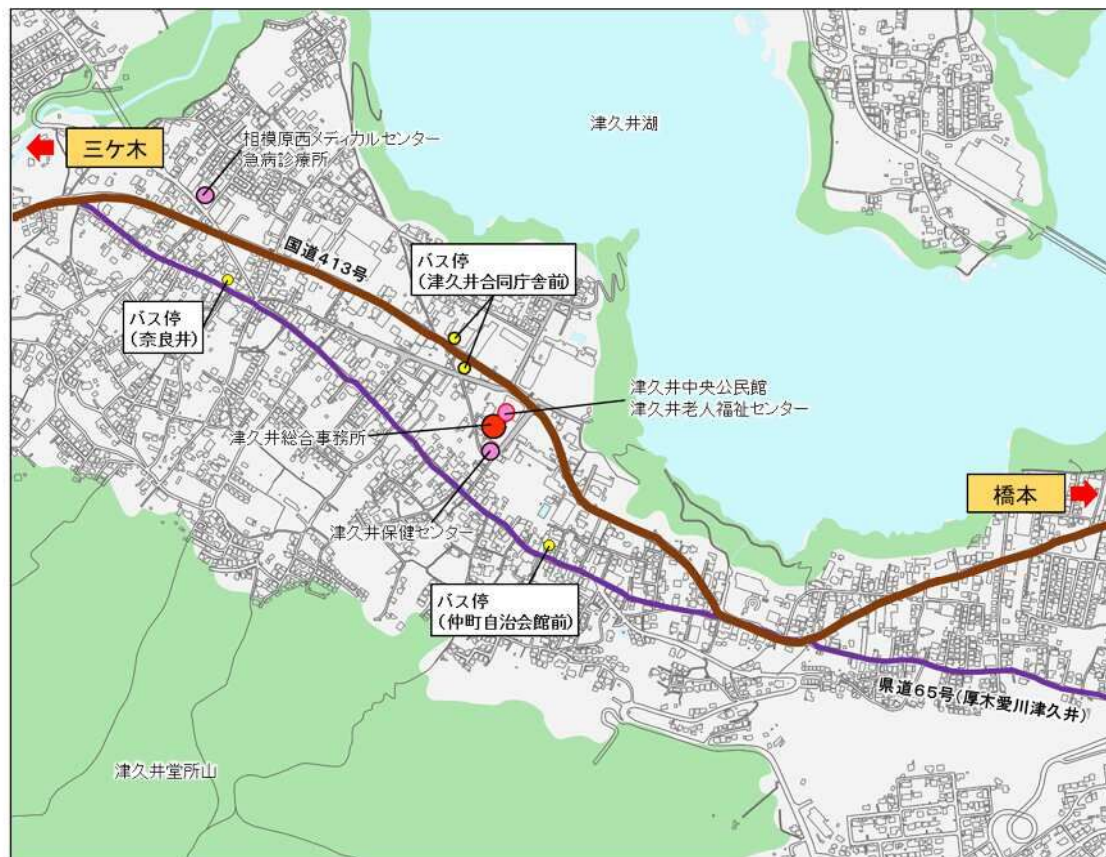 津久井湖
相模原西メディカルセンター
急病診療所
三ケ木
国道413号
バス停
(津久井合同庁舎前)
バス停
(奈良井)
津久井中央公民館
津久井老人福祉センター
津久井総合事務所
橋本
津久井保健センター
バス停
(仲町自治会館前)
県道65号(厚木愛川津久井)
津久井堂所山